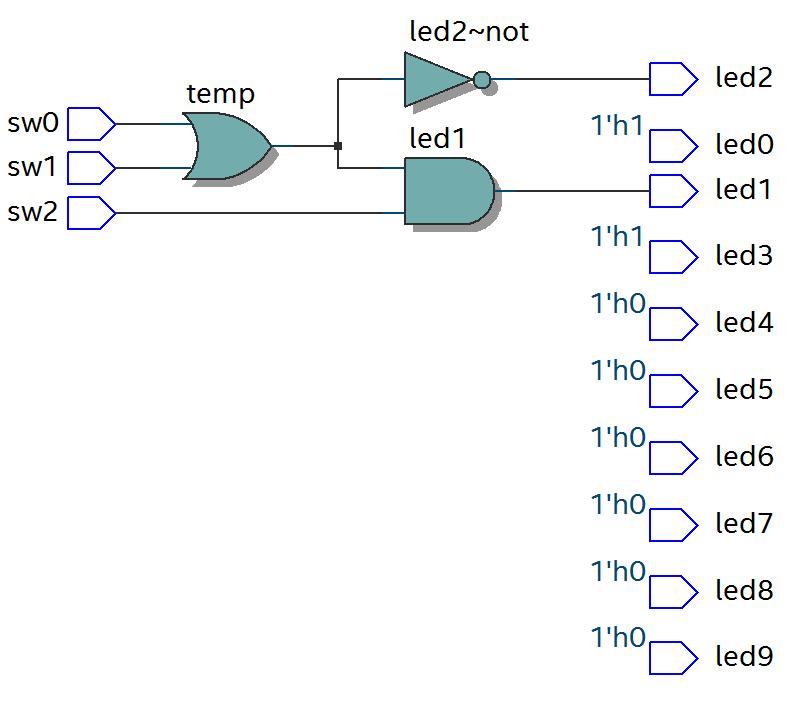 led2~not
temp
led2
sw0
1'h1
led0
led1
sw1
led1
sw2
1'h1
led3
1'h0
led4
1'h0
led5
1'h0
led6
1'h0
led7
1'h0
led8
1'h0
led9